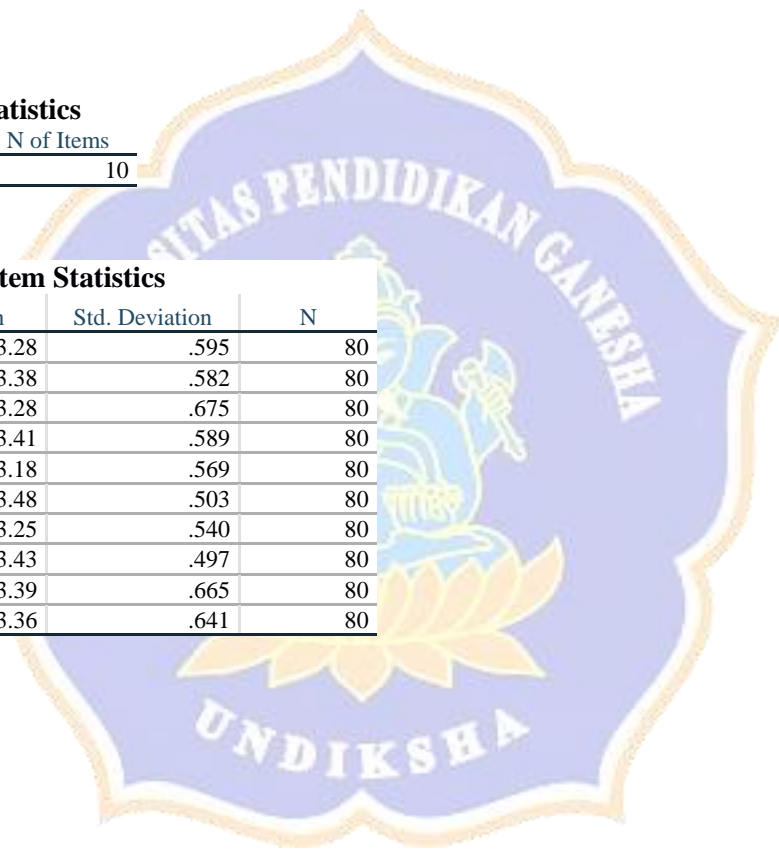 atistics
N of Items
10
SITAS PENDIDIKAN GANESHA
tem Statistics
n Std. Deviation N
3.28 .595 80
3.38 .582 80
3.28 .675 80
3.41 .589 80
3.18 .569 80
3.48 .503 80
3.25 .540 80
3.43 .497 80
3.39 .665 80
3.36 .641 80
UNDIKSHA